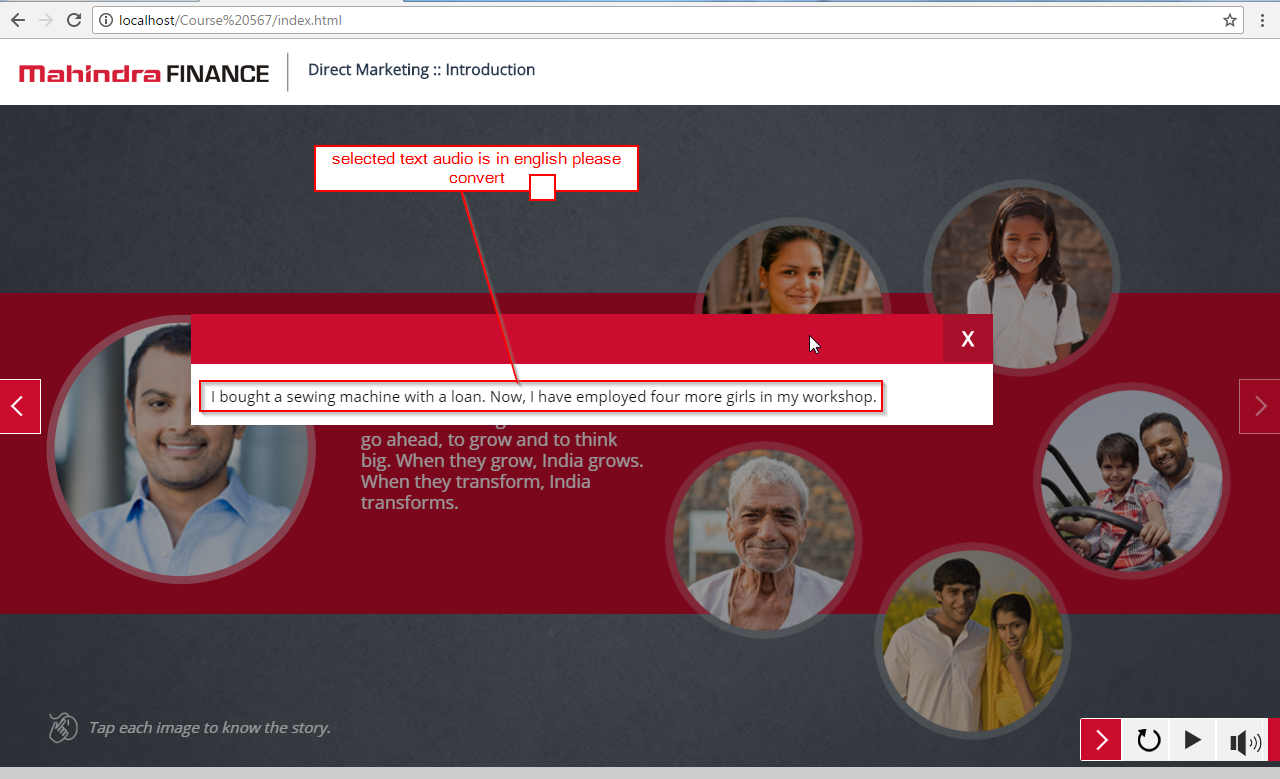 localhost/Course%20567/index.html
Mahindra FINANCE
Direct Marketing :: Introduction
selected text audio is in english please
convert
X
I bought a sewing machine with a loan. Now, I have employed four more girls in my workshop.
go ahead, to grow and to think
big. When they grow, India grows.
When they transform, India
transforms.
Tap each image to know the story.